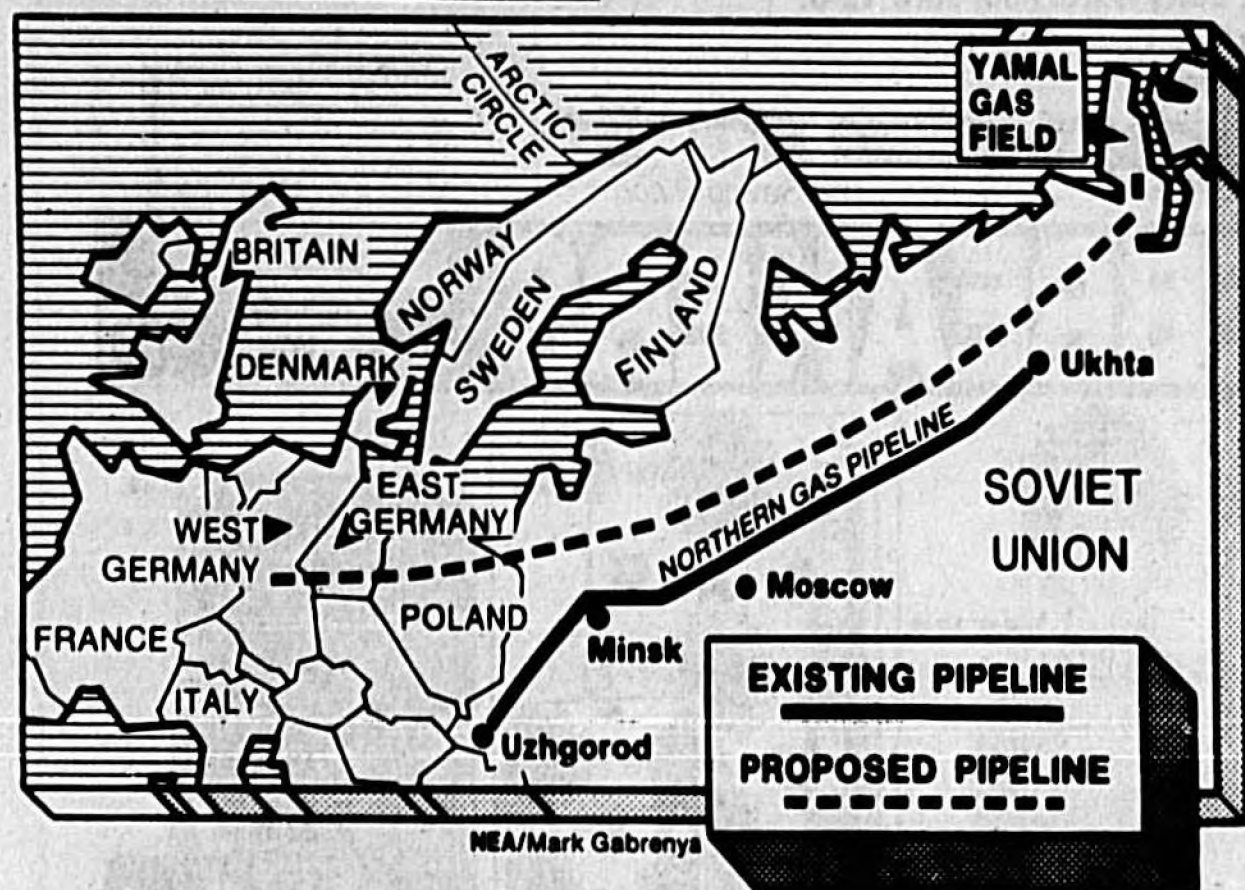 ARCTIC
CIRCLE
YAMAL
GAS
FIELD
BRITAIN
NORWAY
SWEDEN
FINLAND
DENMARK
Ukhta
NORTHERN GAS PIPELINE
EAST
GERMANY
WEST
GERMANY
SOVIET
UNION
Moscow
POLAND
FRANCE
Minsk
ITALY
Uzhgorod
EXISTING PIPELINE
PROPOSED PIPELINE
NEA/Mark Gabrenya